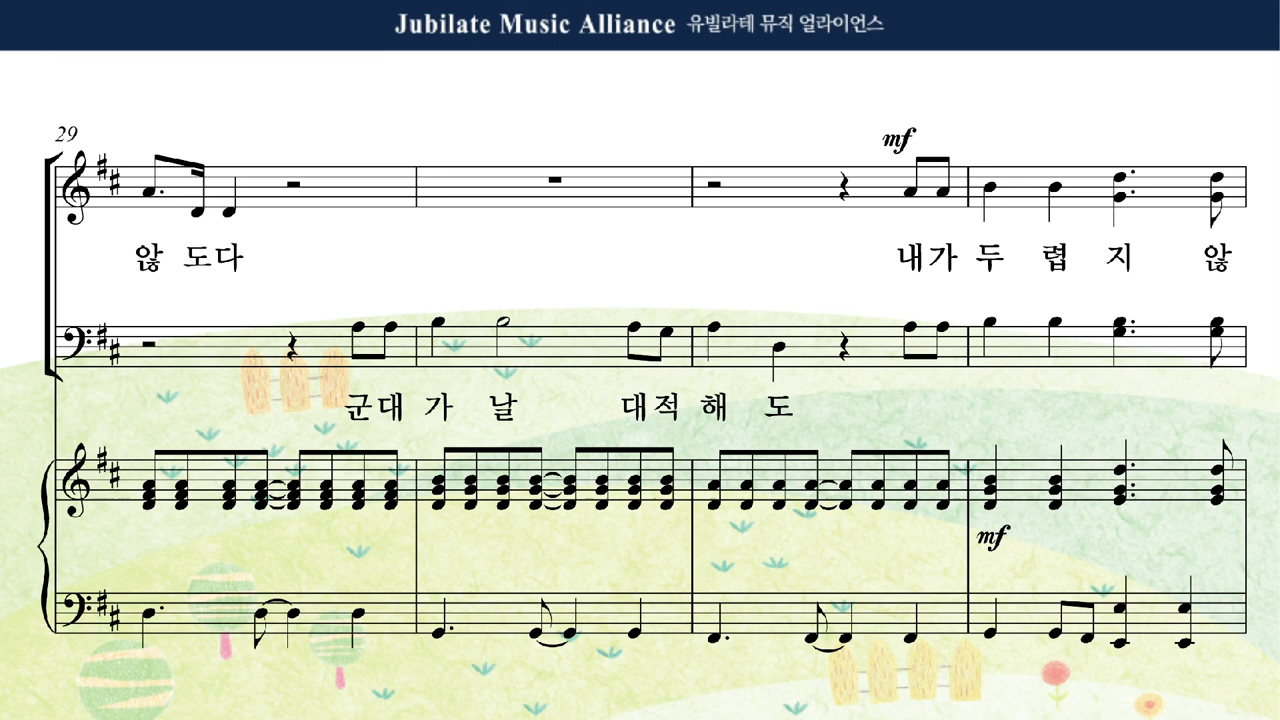 Jubilate Music Alliance 유빌라테 뮤직 얼라이언스
29
mf
않 도다 내가 두 렵 지 않
군대 가 날 대적 해 도
mf